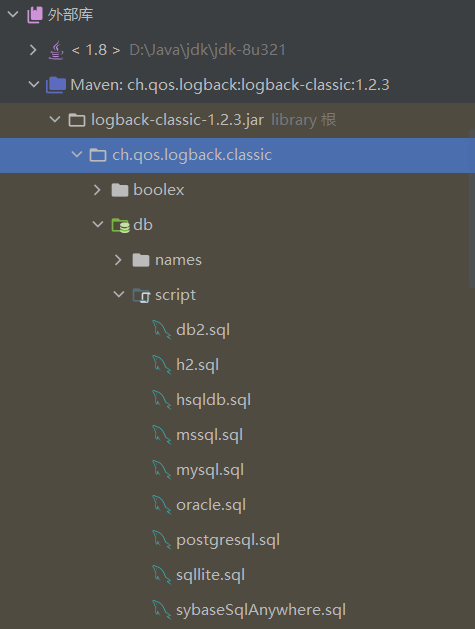 外部库
< 1.8 > D:\Java\jdk\jdk-8u321
Maven: ch.qos.logback:logback-classic:1.2.3
logback-classic-1.2.3.jar library 根
ch.qos.logback.classic
boolex
db
names
script
db2.sql
h2.sql
hsqldb.sql
mssql.sql
mysql.sql
oracle.sql
postgresql.sql
sqllite.sql
sybaseSqlAnywhere.sql